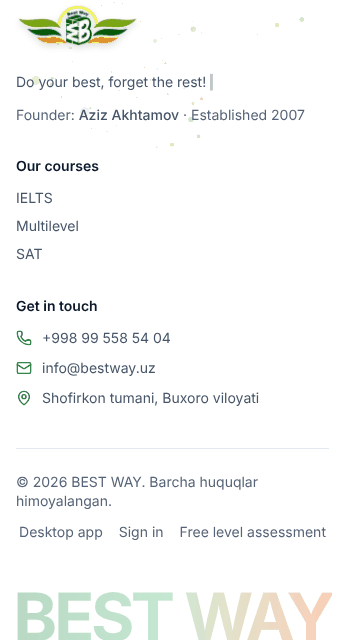 Best Way
Do your best, forget the rest!
Founder: Aziz Akhtamov · Established 2007
Our courses
IELTS
Multilevel
SAT
Get in touch
+998 99 558 54 04
info@bestway.uz
Shofirkon tumani, Buxoro viloyati
© 2026 BEST WAY. Barcha huquqlar
himoyalangan.
Desktop app Sign in Free level assessment
BEST WAY